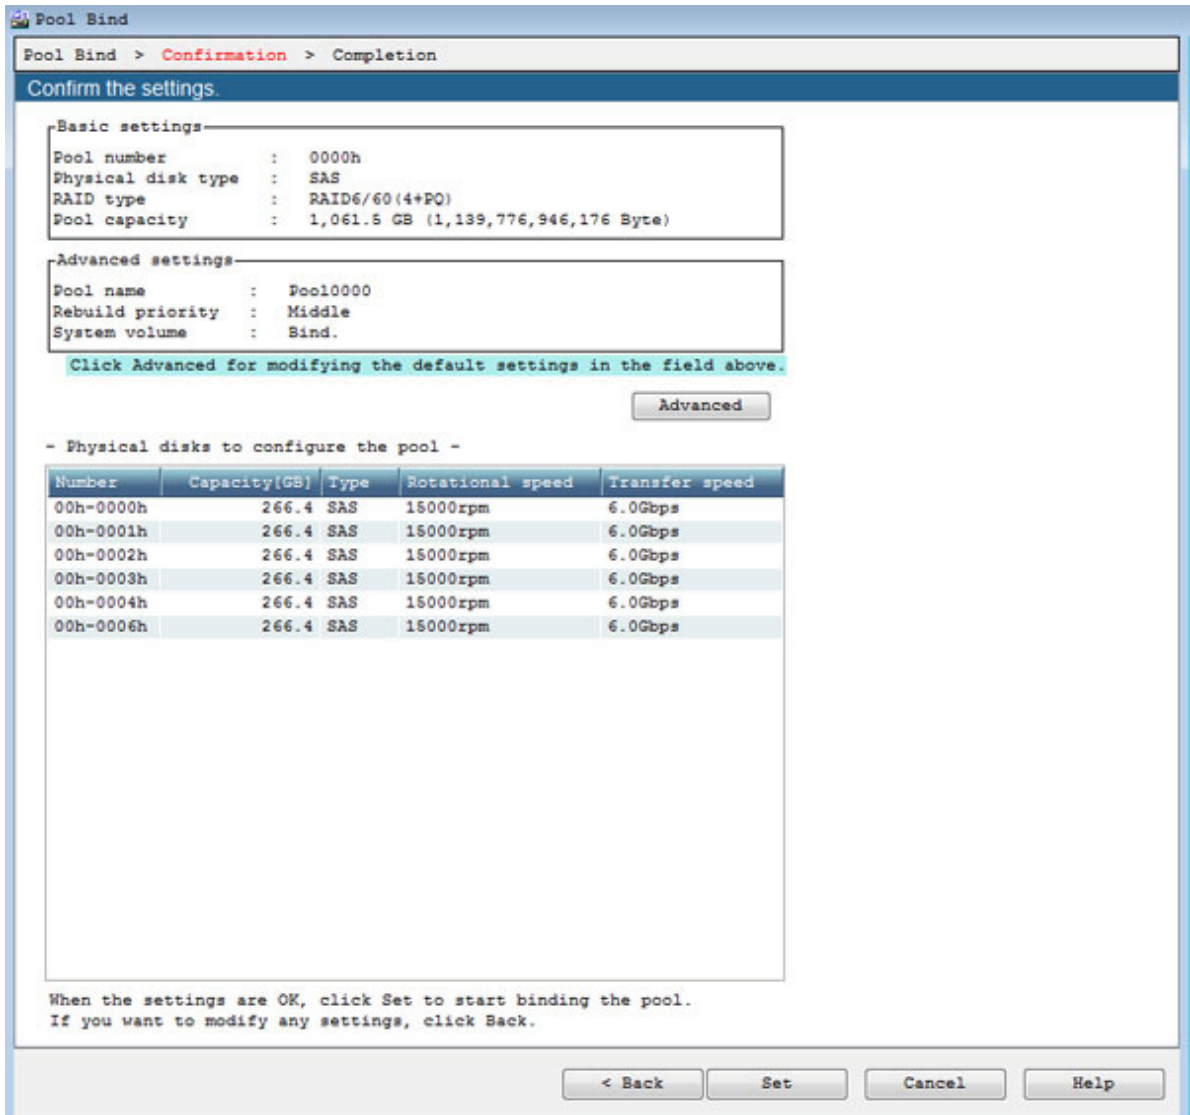 Pool Bind
Pool Bind > Confirmation > Completion
Confirm the settings.
Basic settings
Pool number : 0000h
Physical disk type : SAS
RAID type : RAID6/60(4+PQ)
Pool capacity : 1,061.5 GB (1,139,776,946,176 Byte)
Advanced settings
Pool name : Pool0000
Rebuild priority : Middle
System volume : Bind.
Click Advanced for modifying the default settings in the field above.
Advanced
- Physical disks to configure the pool -
Number Capacity[GB] Type Rotational speed Transfer speed
00h-0000h 266.4 SAS 15000rpm 6.0Gbps
00h-0001h 266.4 SAS 15000rpm 6.0Gbps
00h-0002h 266.4 SAS 15000rpm 6.0Gbps
00h-0003h 266.4 SAS 15000rpm 6.0Gbps
00h-0004h 266.4 SAS 15000rpm 6.0Gbps
00h-0006h 266.4 SAS 15000rpm 6.0Gbps
When the settings are OK, click Set to start binding the pool.
If you want to modify any settings, click Back.
< Back Set Cancel Help